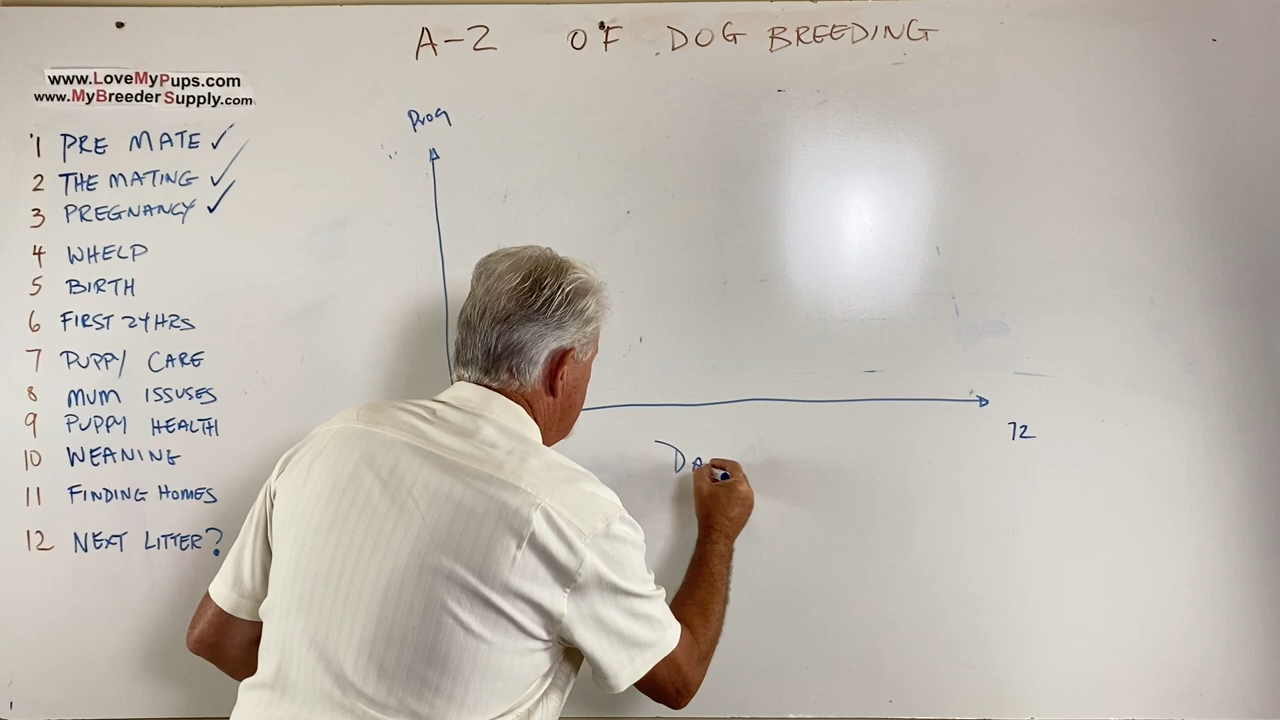 A-Z OF DOG BREEDING
www.LoveMyPups.com
www.MyBreederSupply.com
1 PRE MATE ✓
2 THE MATING ✓
3 PREGNANCY ✓
4 WHELP
5 BIRTH
6 FIRST 24HRS
7 PUPPY CARE
8 MUM ISSUSES
9 PUPPY HEALTH
10 WEANING
11 FINDING HOMES
12 NEXT LITTER?
Prog
72
Da